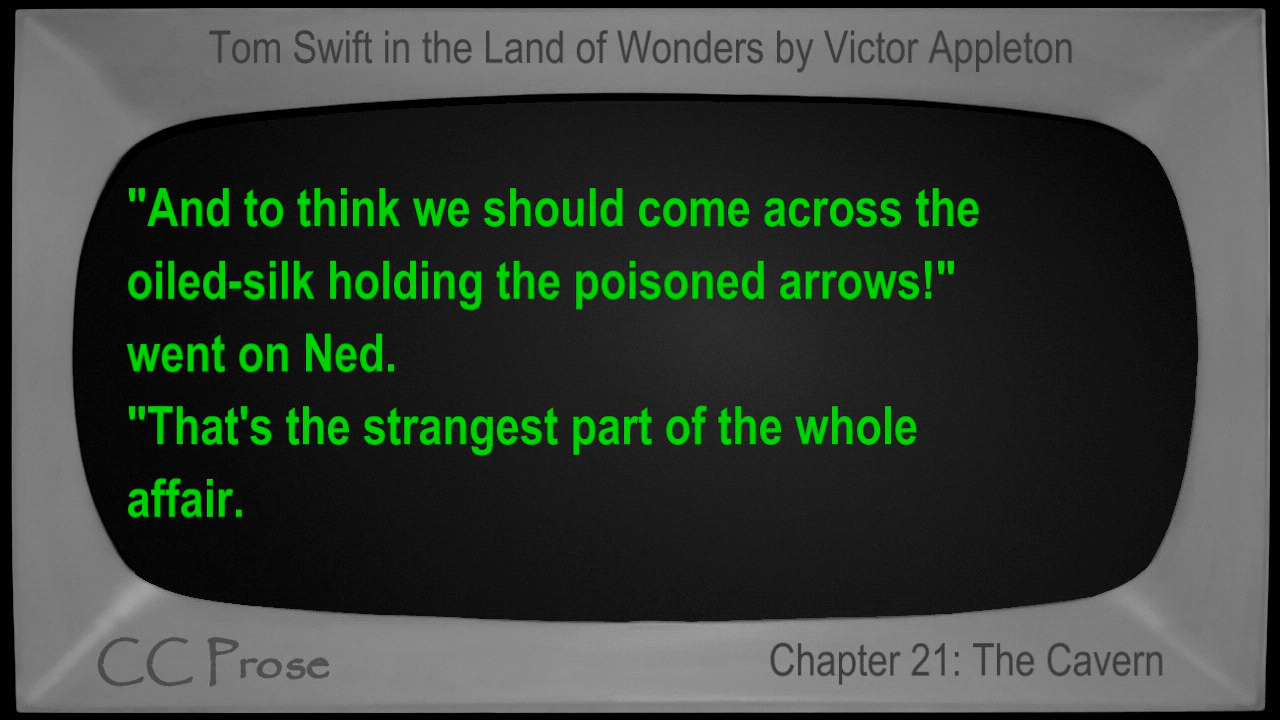 Tom Swift in the Land of Wonders by Victor Appleton
"And to think we should come across the
oiled-silk holding the poisoned arrows!"
went on Ned.
"That's the strangest part of the whole
affair.
CC Prose
Chapter 21: The Cavern